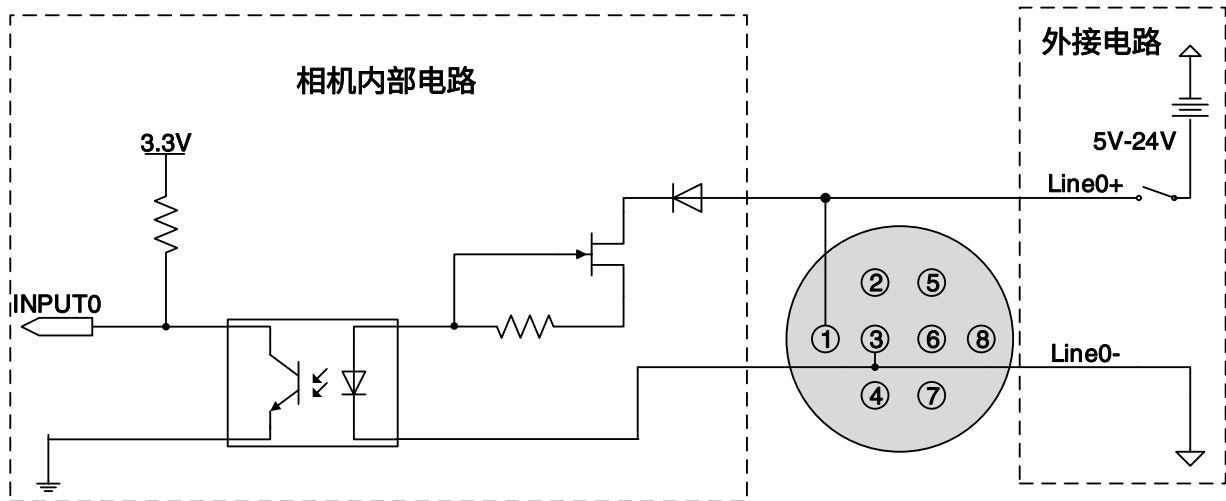 相机内部电路
外接电路
3.3V
5V-24V
Line0+
INPUT0
② ⑤
① ③ ⑥ ⑧
Line0-
④ ⑦